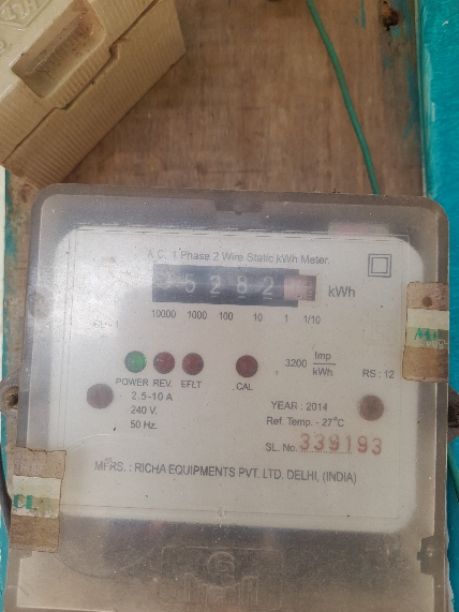 A.C. 1 Phase 2 Wire Static kWh Meter.
5282
kWh
10000 1000 100 10 1 1/10
3200 Imp
kWh
RS : 12
POWER REV. EFLT CAL
2.5-10 A
240 V.
50 Hz.
YEAR : 2014
Ref. Temp. - 27°C
SL. No. 339193
MFRS. : RICHA EQUIPMENTS PVT. LTD. DELHI, (INDIA)